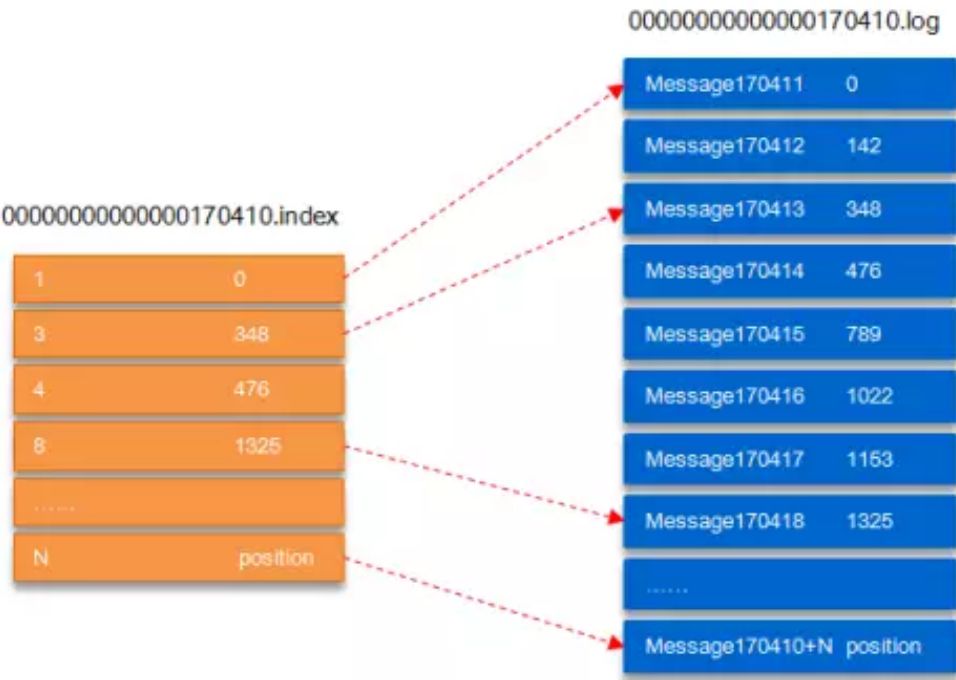 00000000000000170410.index
1 0
3 348
4 476
8 1325
......
N position
00000000000000170410.log
Message170411 0
Message170412 142
Message170413 348
Message170414 476
Message170415 789
Message170416 1022
Message170417 1153
Message170418 1325
......
Message170410+N position